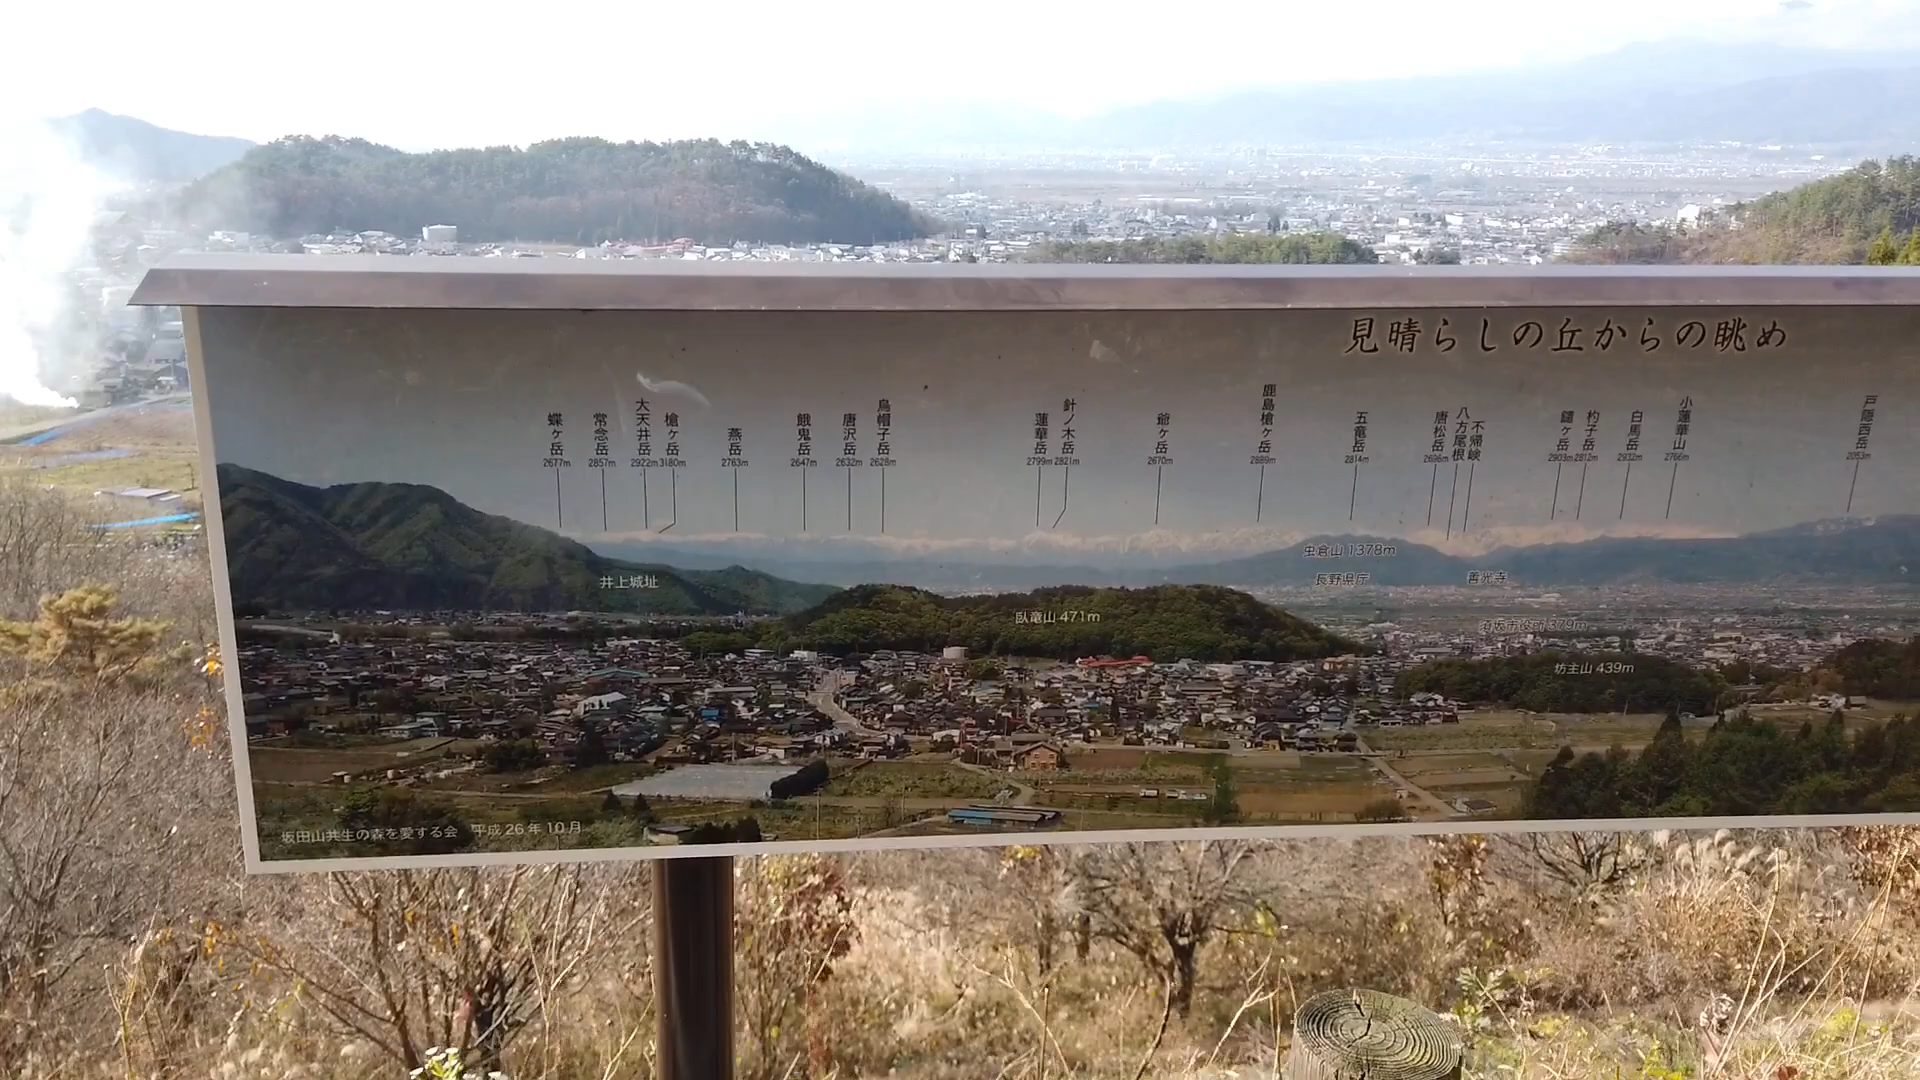 見晴らしの丘からの眺め
蝶ヶ岳
2677m
常念岳
2857m
大天井岳
2922m
槍ヶ岳
3180m
燕岳
2763m
餓鬼岳
2647m
唐沢岳
2632m
烏帽子岳
2628m
蓮華岳
2799m
針ノ木岳
2821m
爺ヶ岳
2670m
鹿島槍ヶ岳
2889m
五竜岳
2814m
唐松岳
2696m
八方尾根
不帰嶮
鑓ヶ岳
2903m
杓子岳
2812m
白馬岳
2932m
小蓮華山
2766m
戸隠西岳
2053m
虫倉山 1378m
井上城址
長野県庁
善光寺
臥竜山 471m
須坂市役所 379m
坊主山 439m
坂田山共生の森を愛する会 平成26年10月